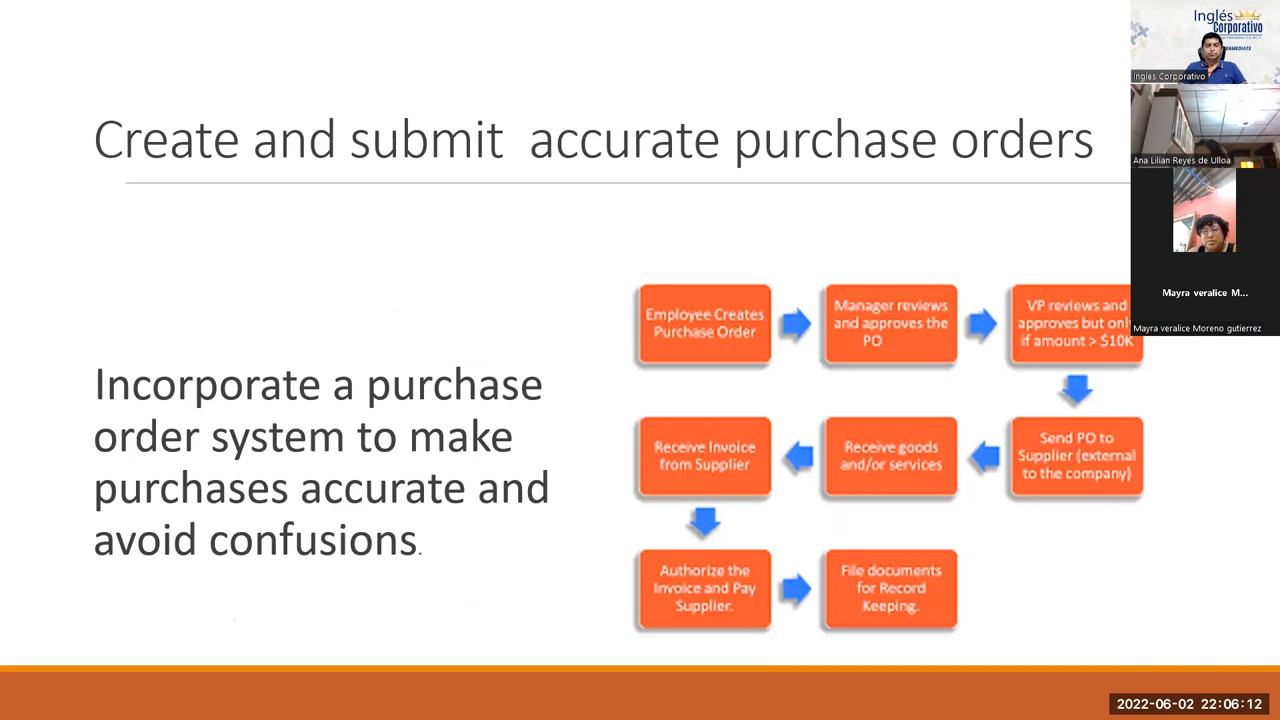 Create and submit accurate purchase orders
Incorporate a purchase
order system to make
purchases accurate and
avoid confusions.
Employee Creates
Purchase Order
Manager reviews
and approves the
PO
VP reviews and
approves but only
if amount > $10K
Send PO to
Supplier (external
to the company)
Receive goods
and/or services
Receive Invoice
from Supplier
Authorize the
Invoice and Pay
Supplier.
File documents
for Record
Keeping.
Inglés
Corporativo
Ingles Corporativo
Ana Lilian Reyes de Ulloa
Mayra veralice M...
Mayra veralice Moreno gutierrez
2022-06-02 22:06:12